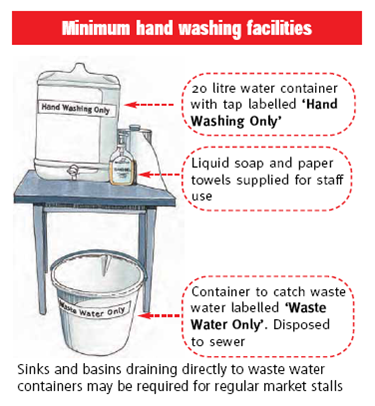 Minimum hand washing facilities
Hand Washing Only
20 litre water container
with tap labelled ‘Hand
Washing Only’
Liquid soap and paper
towels supplied for staff
use
Waste Water Only
Container to catch waste
water labelled ‘Waste
Water Only’. Disposed
to sewer
Sinks and basins draining directly to waste water
containers may be required for regular market stalls